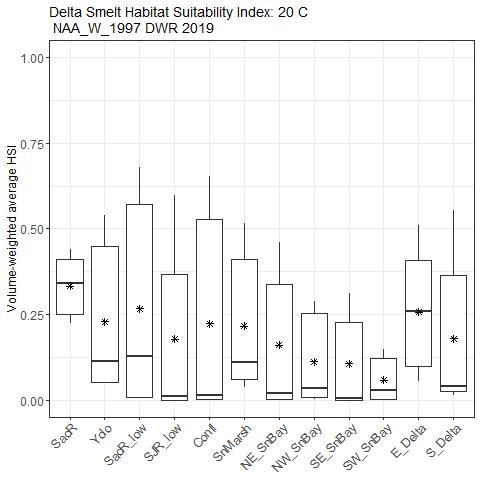 Delta Smelt Habitat Suitability Index: 20 C
NAA_W_1997 DWR 2019
Volume-weighted average HSI
1.00
0.75
0.50
0.25
0.00
SacR
Yolo
SacR_low
SJR_low
Confl
SnMarsh
NE_SnBay
NW_SnBay
SE_SnBay
SW_SnBay
E_Delta
S_Delta